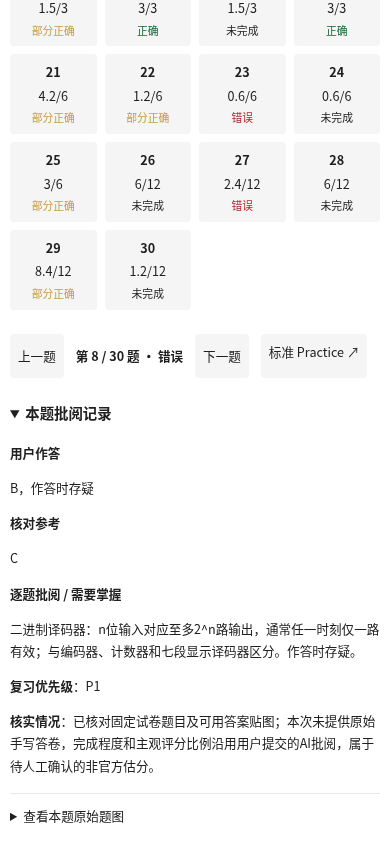 1.5/3 3/3 1.5/3 3/3
部分正确 正确 未完成 正确
21 22 23 24
4.2/6 1.2/6 0.6/6 0.6/6
部分正确 部分正确 错误 未完成
25 26 27 28
3/6 6/12 2.4/12 6/12
部分正确 未完成 错误 未完成
29 30
8.4/12 1.2/12
部分正确 未完成
上一题 第 8 / 30 题 · 错误 下一题 标准 Practice ↗
▼ 本题批阅记录
用户作答
B，作答时存疑
核对参考
C
逐题批阅 / 需要掌握
二进制译码器：n位输入对应至多2^n路输出，通常任一时刻仅一路
有效；与编码器、计数器和七段显示译码器区分。作答时存疑。
复习优先级：P1
核实情况：已核对固定试卷题目及可用答案贴图；本次未提供原始
手写答卷，完成程度和主观评分比例沿用用户提交的AI批阅，属于
待人工确认的非官方估分。
▶ 查看本题原始题图